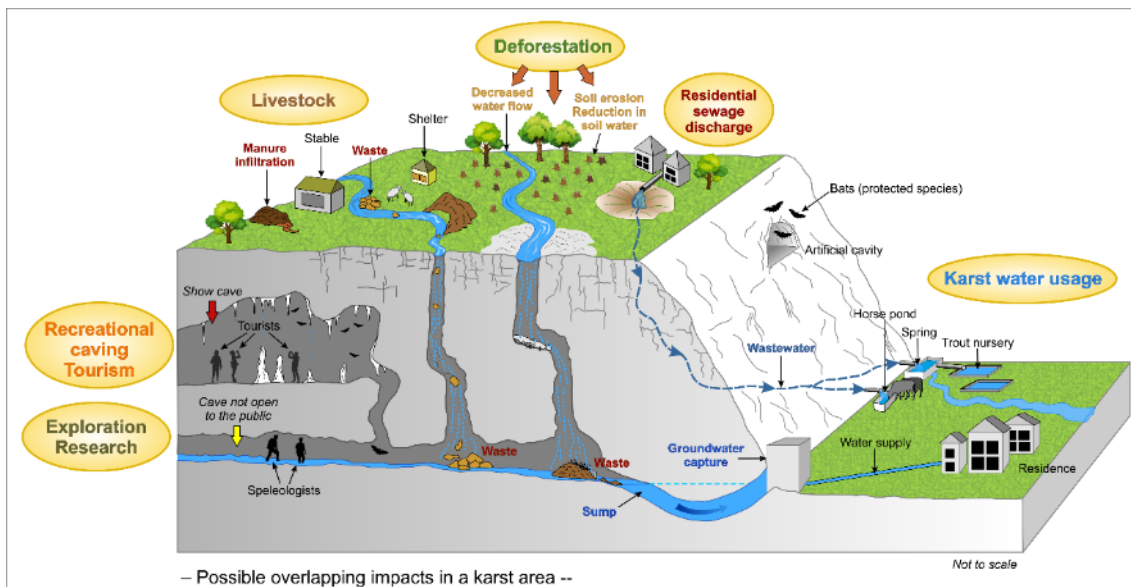 Deforestation
Livestock
Decreased
water flow
Soil erosion
Reduction in
soil water
Residential
sewage
discharge
Shelter
Stable
Manure
infiltration
Waste
Bats (protected species)
Artificial cavity
Karst water usage
Show cave
Horse pond
Spring
Recreational
caving
Tourism
Tourists
Trout nursery
Wastewater
Cave not open
to the public
Exploration
Research
Groundwater
capture
Water supply
Waste
Waste
Residence
Speleologists
Sump
Not to scale
– Possible overlapping impacts in a karst area --